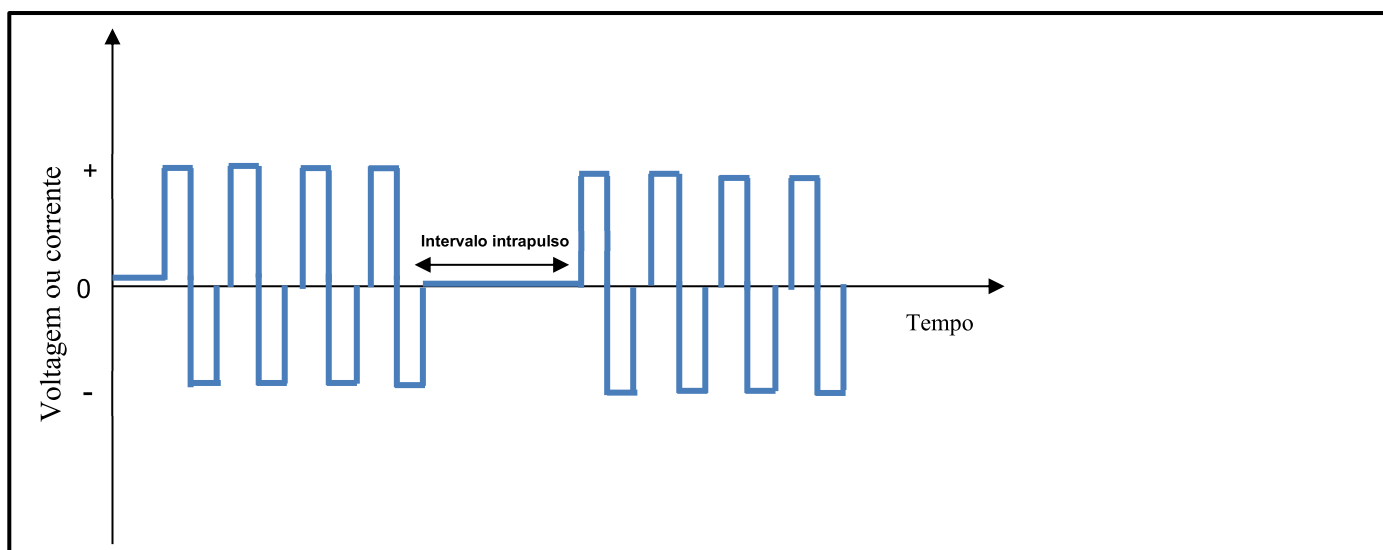 Voltagem ou corrente
+
Intervalo intrapulso
0
Tempo
-